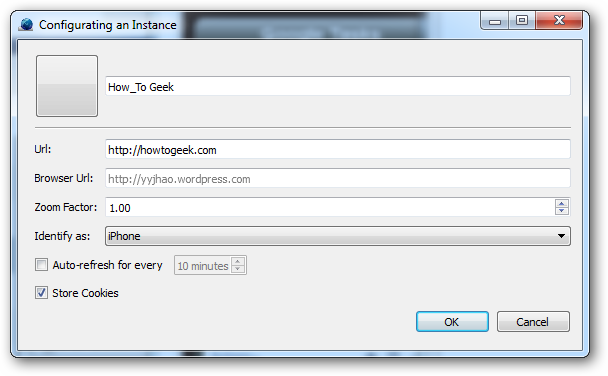 Configurating an Instance
How_To Geek
Url: http://howtogeek.com
Browser Url: http://yyjhao.wordpress.com
Zoom Factor: 1.00
Identify as: iPhone
Auto-refresh for every 10 minutes
Store Cookies
OK Cancel